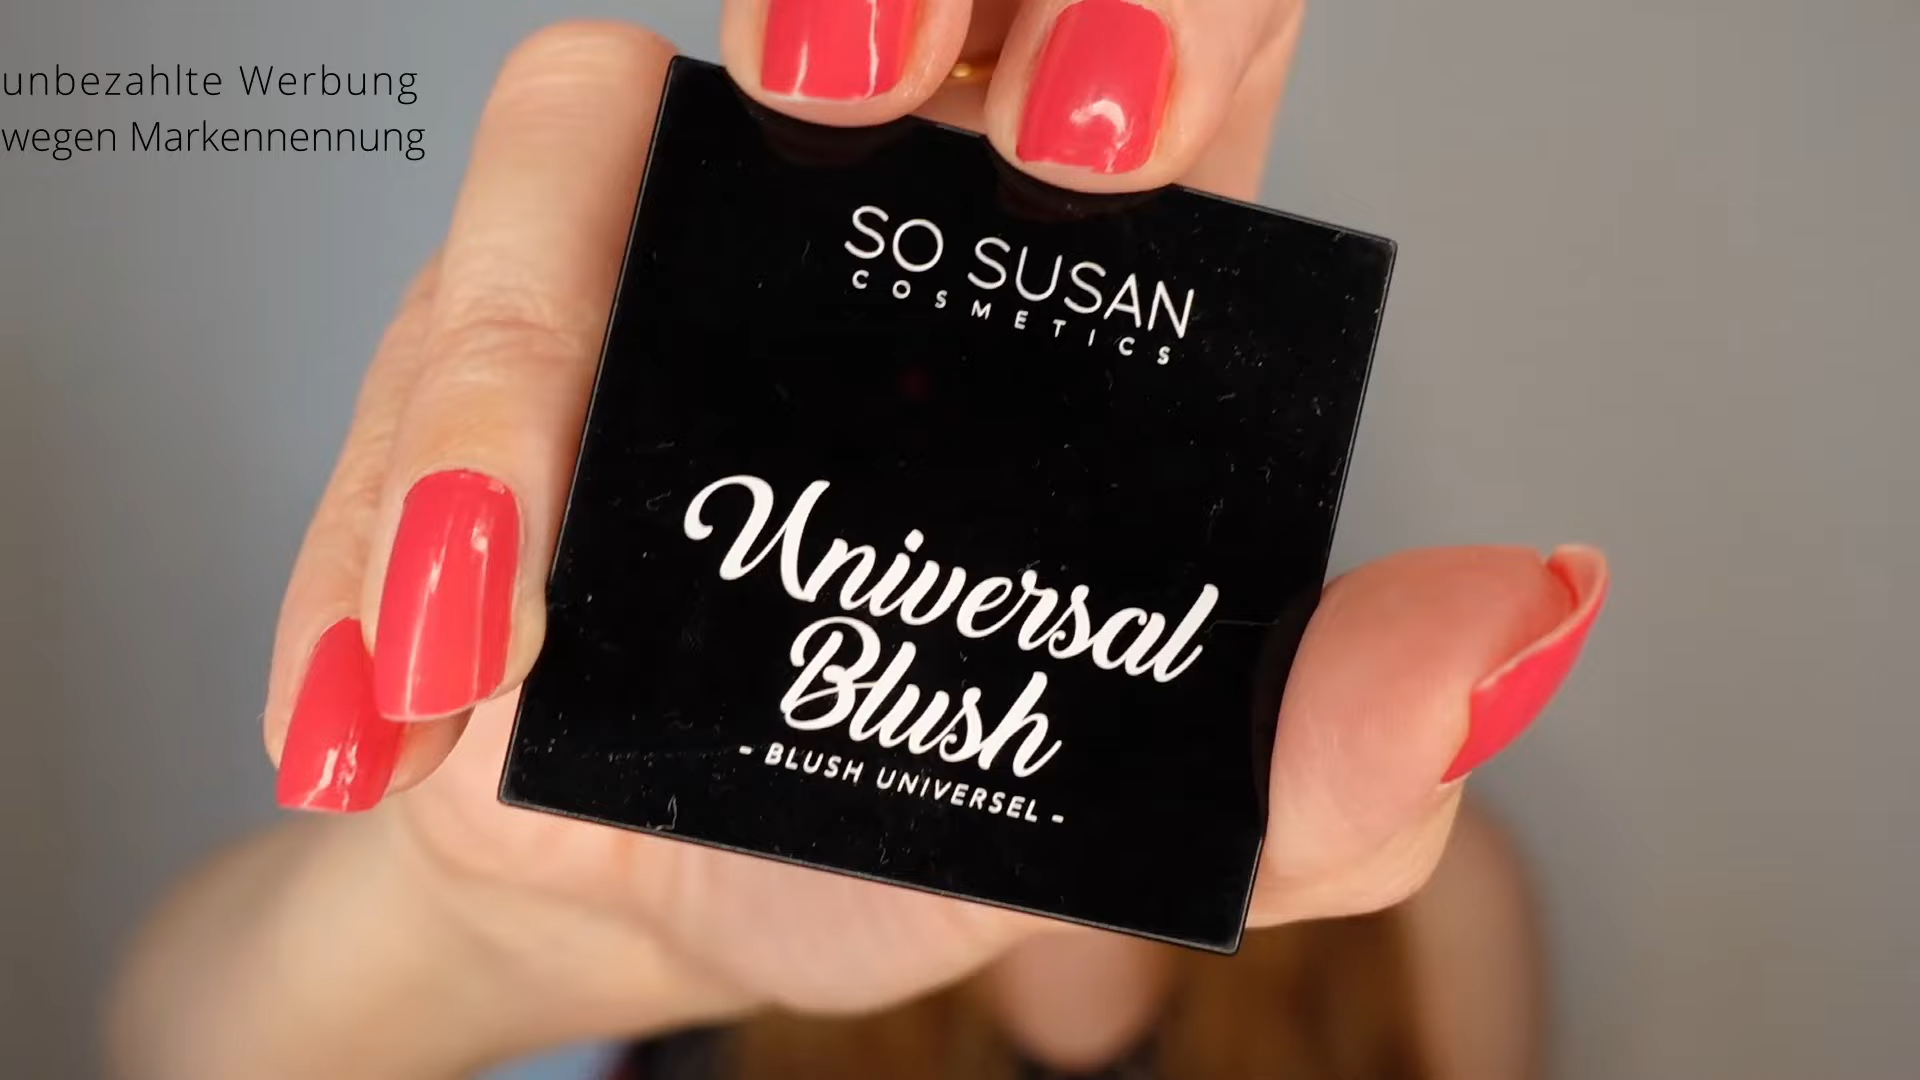 unbezahlte Werbung
wegen Markennennung
SO SUSAN
COSMETICS
Universal
Blush
- BLUSH UNIVERSEL -